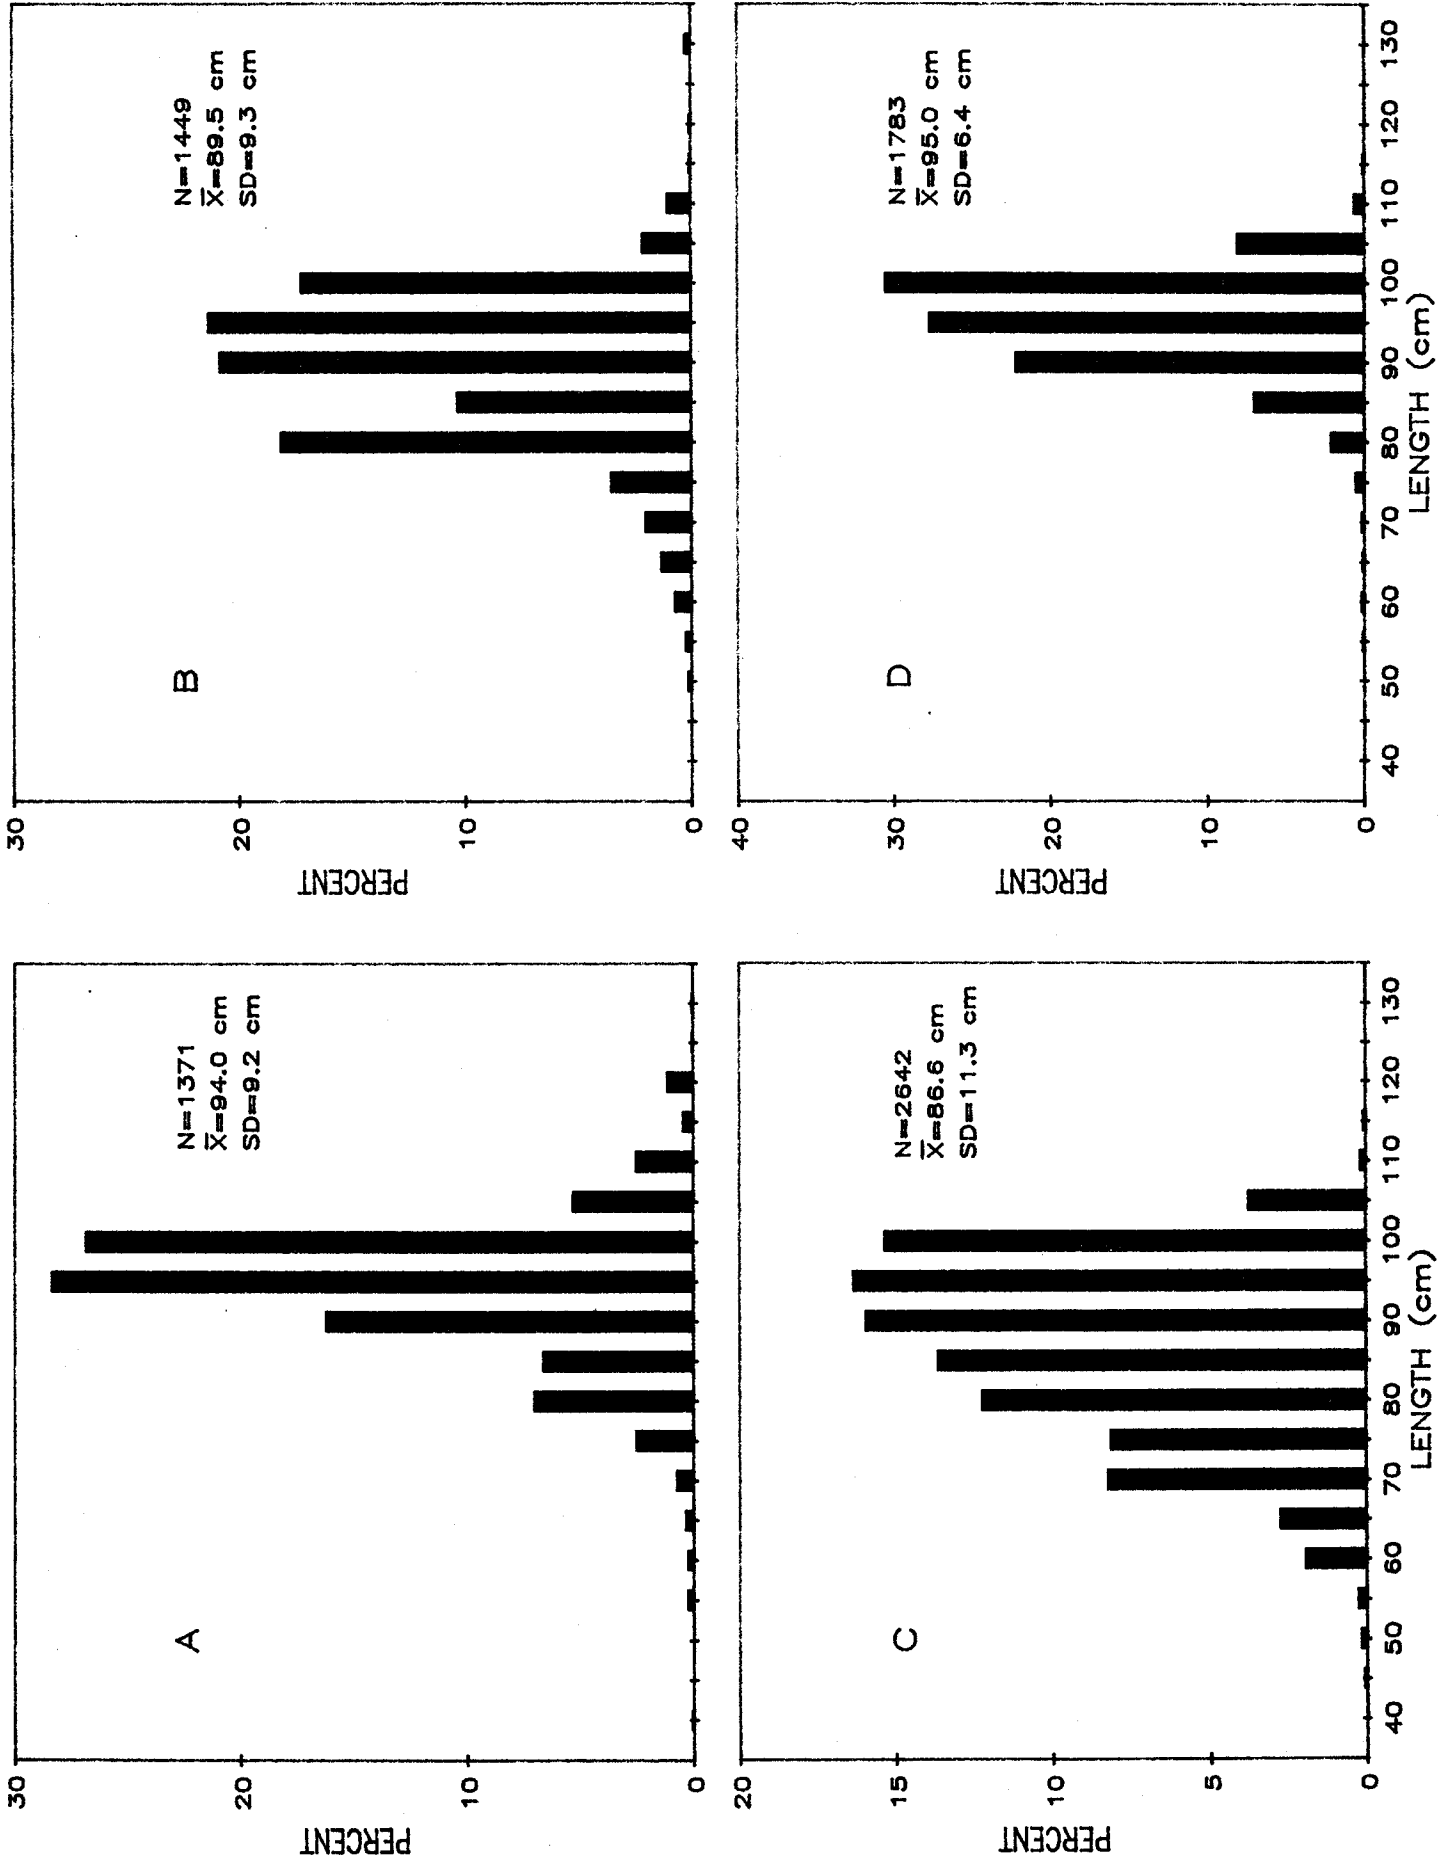 A
N=1371
X̅=94.0 cm
SD=9.2 cm
30
20
10
0
PERCENT
B
N=1449
X̅=89.5 cm
SD=9.3 cm
30
20
10
0
PERCENT
C
N=2642
X̅=86.6 cm
SD=11.3 cm
20
15
10
5
0
PERCENT
40 50 60 70 80 90 100 110 120 130
LENGTH (cm)
D
N=1783
X̅=95.0 cm
SD=6.4 cm
40
30
20
10
0
PERCENT
40 50 60 70 80 90 100 110 120 130
LENGTH (cm)